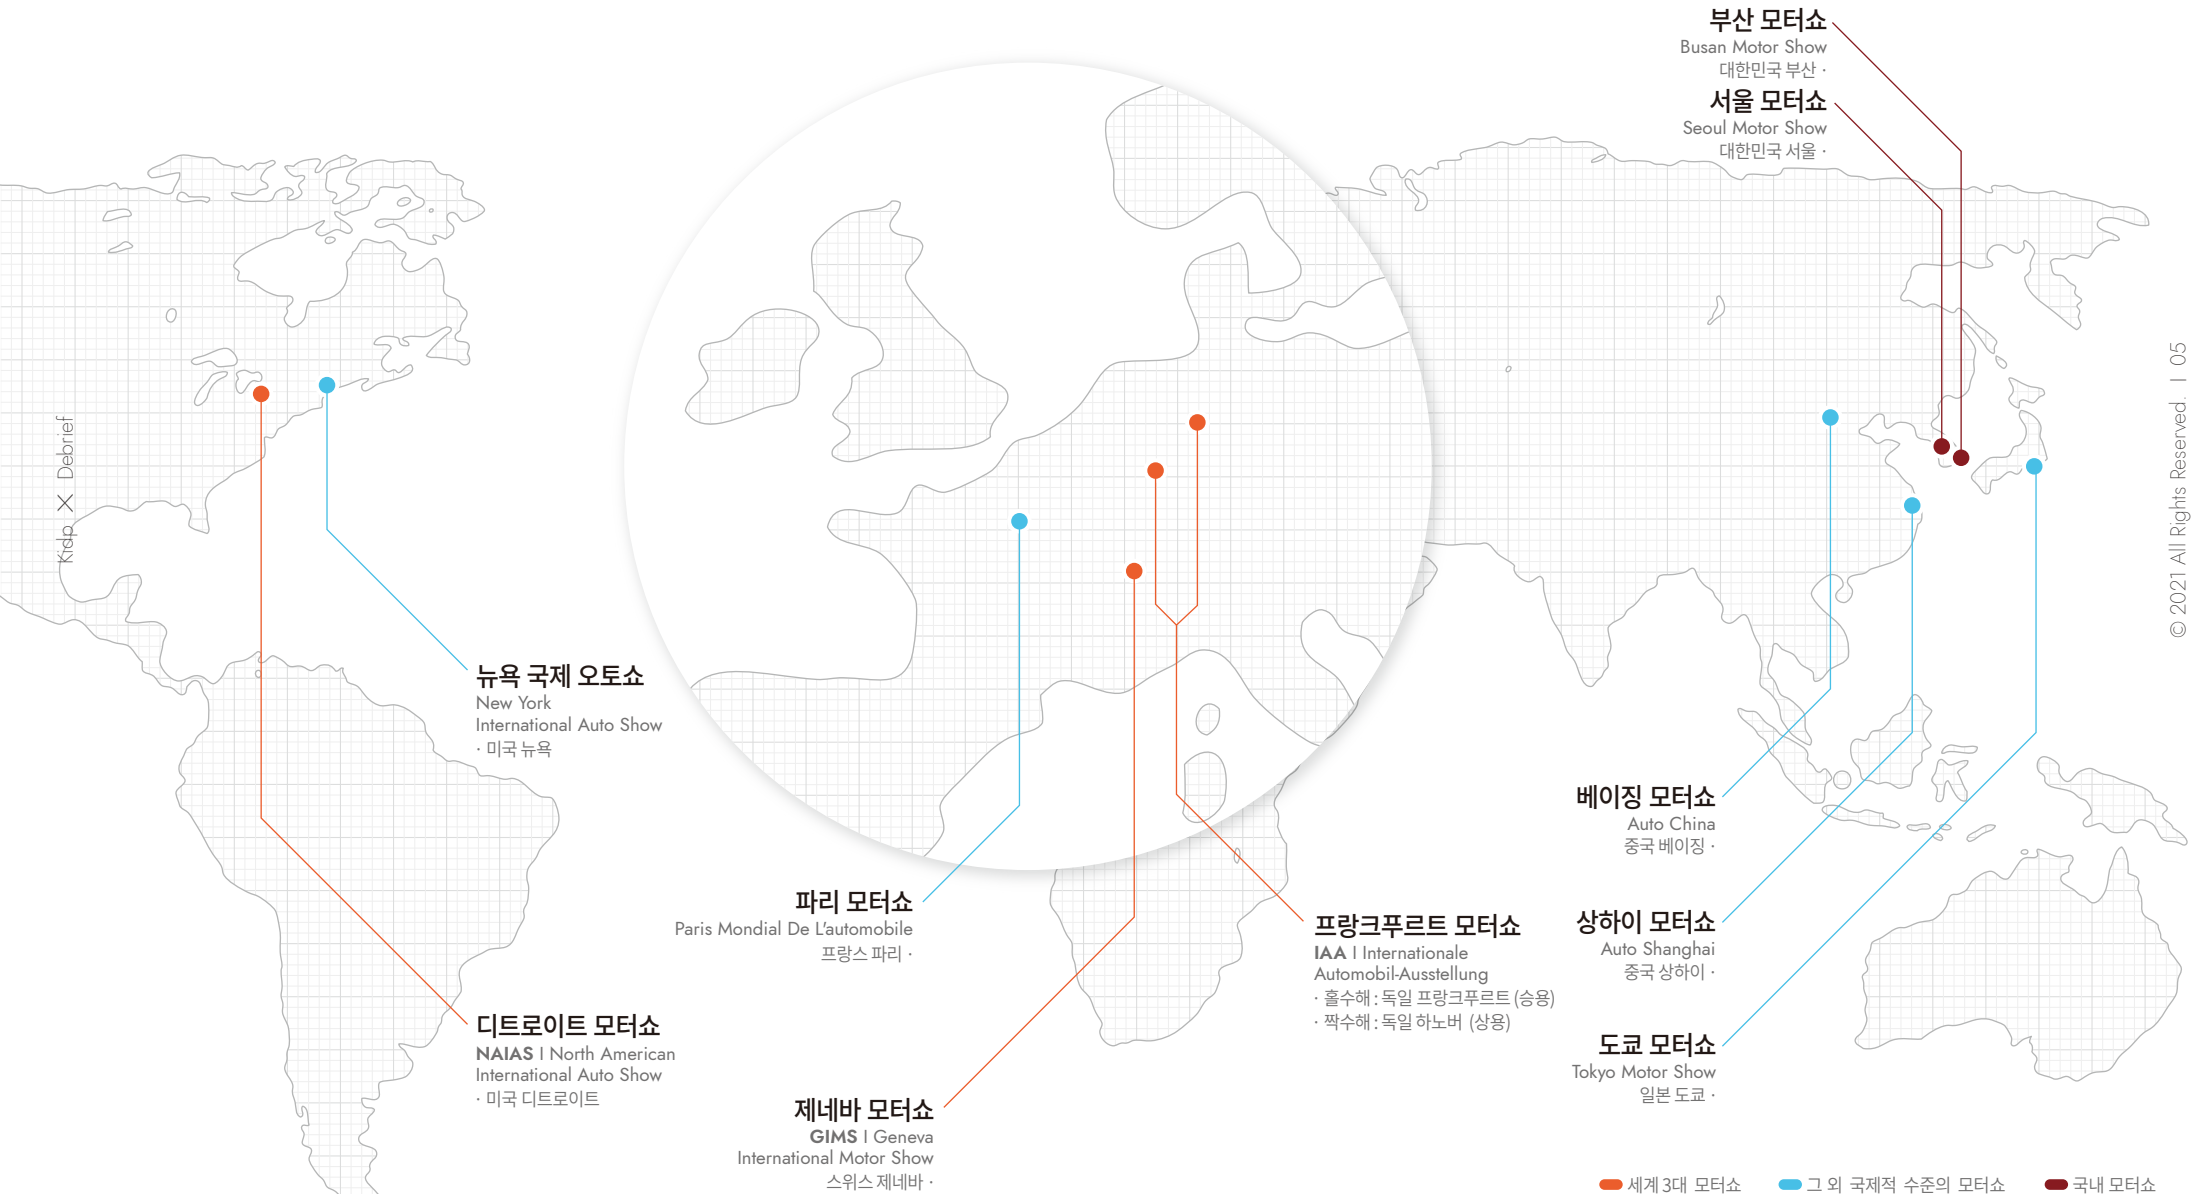 부산 모터쇼
Busan Motor Show
대한민국 부산 ·
서울 모터쇼
Seoul Motor Show
대한민국 서울 ·
Kidp X Debrief
© 2021 All Rights Reserved. I 05
뉴욕 국제 오토쇼
New York
International Auto Show
· 미국 뉴욕
디트로이트 모터쇼
NAIAS I North American
International Auto Show
· 미국 디트로이트
파리 모터쇼
Paris Mondial De L'automobile
프랑스 파리 ·
제네바 모터쇼
GIMS I Geneva
International Motor Show
스위스 제네바 ·
프랑크푸르트 모터쇼
IAA I Internationale
Automobil-Ausstellung
· 홀수해 : 독일 프랑크푸르트 (승용)
· 짝수해 : 독일 하노버 (상용)
베이징 모터쇼
Auto China
중국 베이징 ·
상하이 모터쇼
Auto Shanghai
중국 상하이 ·
도쿄 모터쇼
Tokyo Motor Show
일본 도쿄 ·
세계 3대 모터쇼
그 외 국제적 수준의 모터쇼
국내 모터쇼